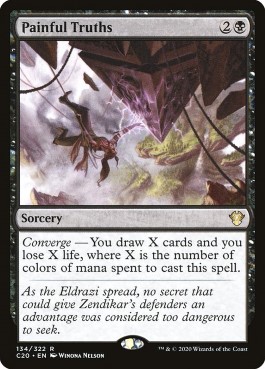 Painful Truths 2
Sorcery
Converge — You draw X cards and you
lose X life, where X is the number
of colors of mana spent to cast this spell.
As the Eldrazi spread, no secret that
could give Zendikar's defenders an
advantage was considered too dangerous
to seek.
134/322 R
C20 • EN Winona Nelson ™ & © 2020 Wizards of the Coast